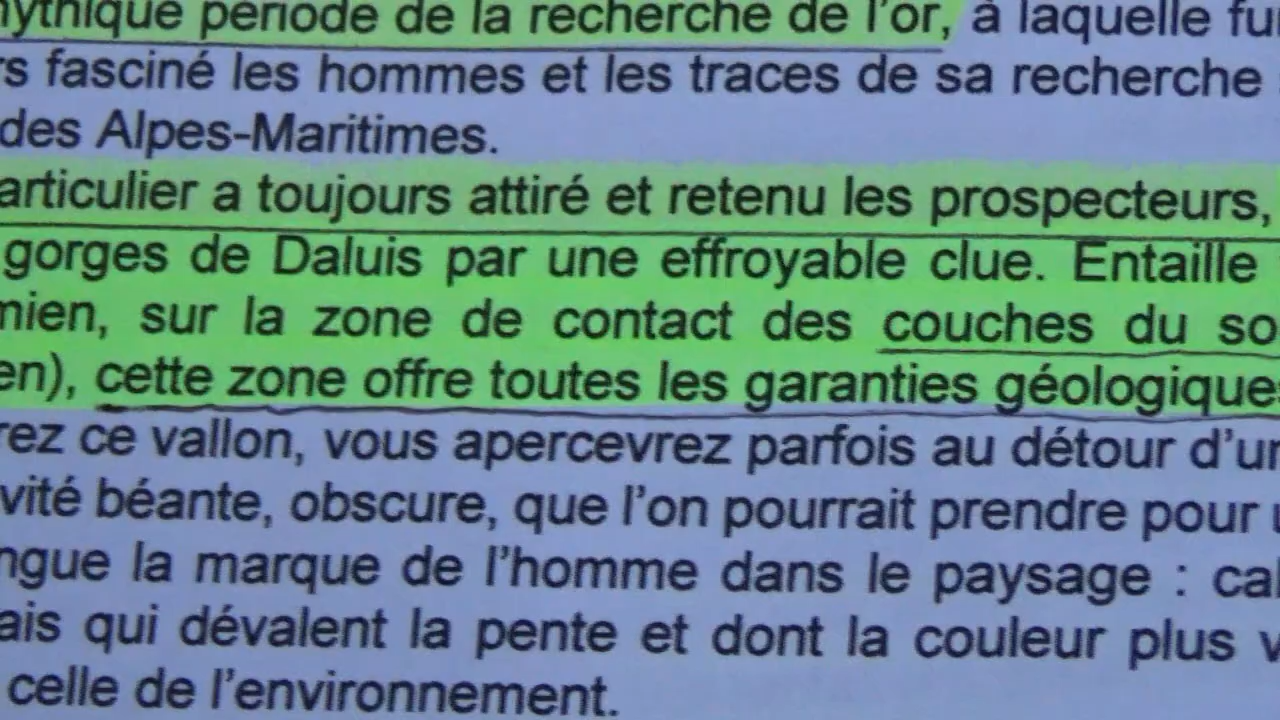 ythique période de la recherche de l'or, à laquelle fu
rs fasciné les hommes et les traces de sa recherche
des Alpes-Maritimes.
articulier a toujours attiré et retenu les prospecteurs,
gorges de Daluis par une effroyable clue. Entaille
mien, sur la zone de contact des couches du so
en), cette zone offre toutes les garanties géologiques
rez ce vallon, vous apercevrez parfois au détour d'un
vité béante, obscure, que l'on pourrait prendre pour
ngue la marque de l'homme dans le paysage : cal
ais qui dévalent la pente et dont la couleur plus v
celle de l'environnement.